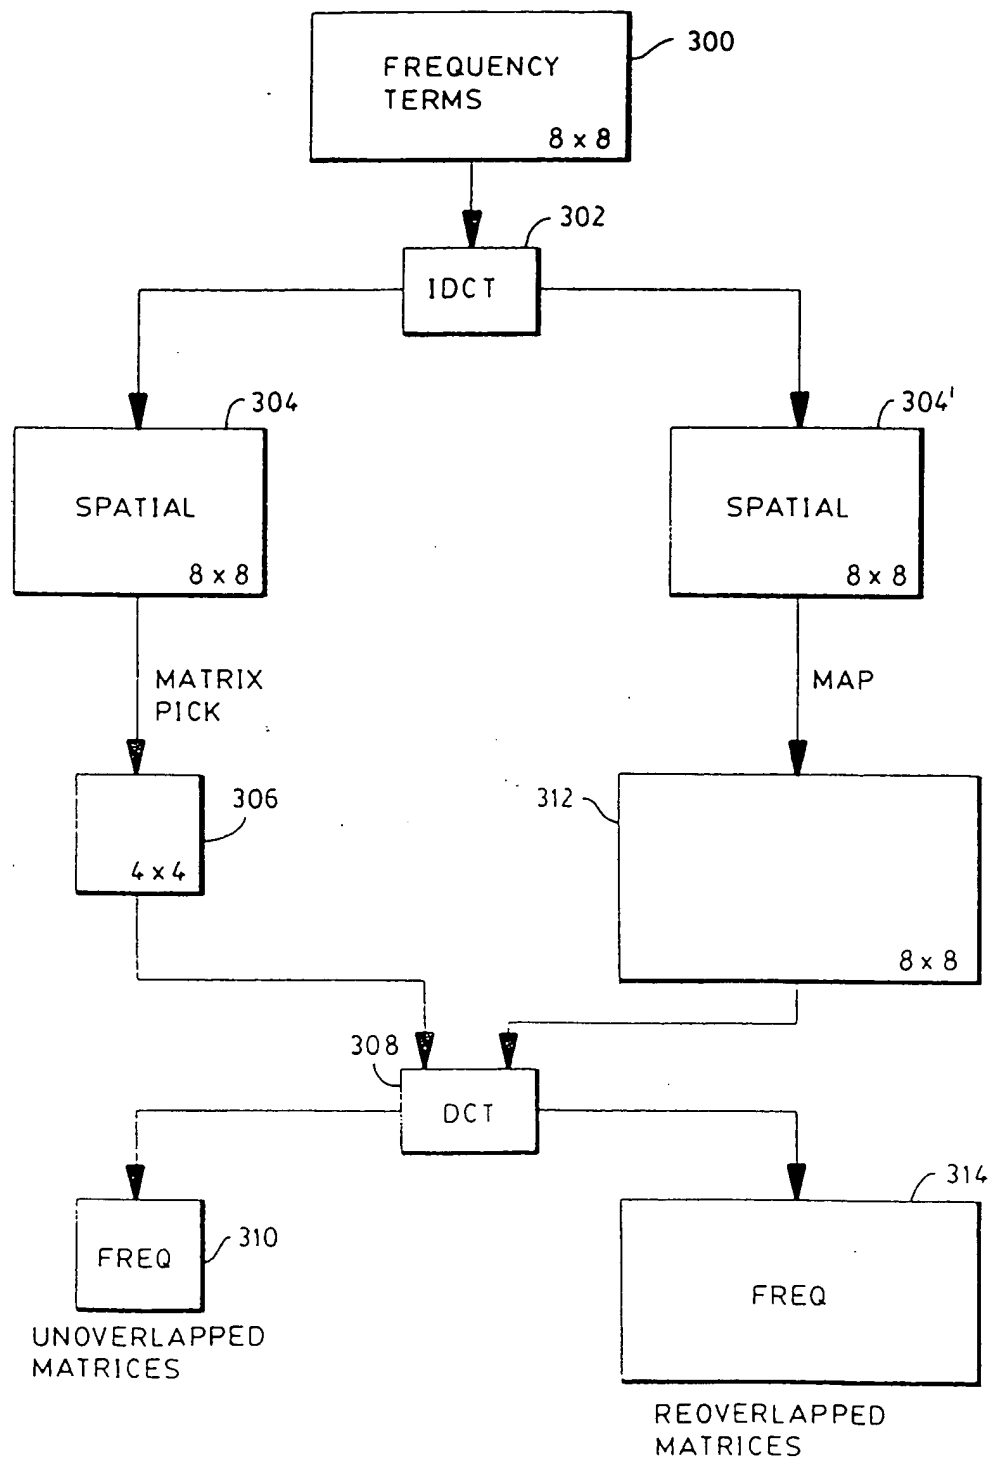 300
FREQUENCY
TERMS
8 x 8
302
IDCT
304
304'
SPATIAL
8 x 8
SPATIAL
8 x 8
MATRIX
PICK
MAP
306
4 x 4
312
8 x 8
308
DCT
310
FREQ
UNOVERLAPPED
MATRICES
314
FREQ
REOVERLAPPED
MATRICES